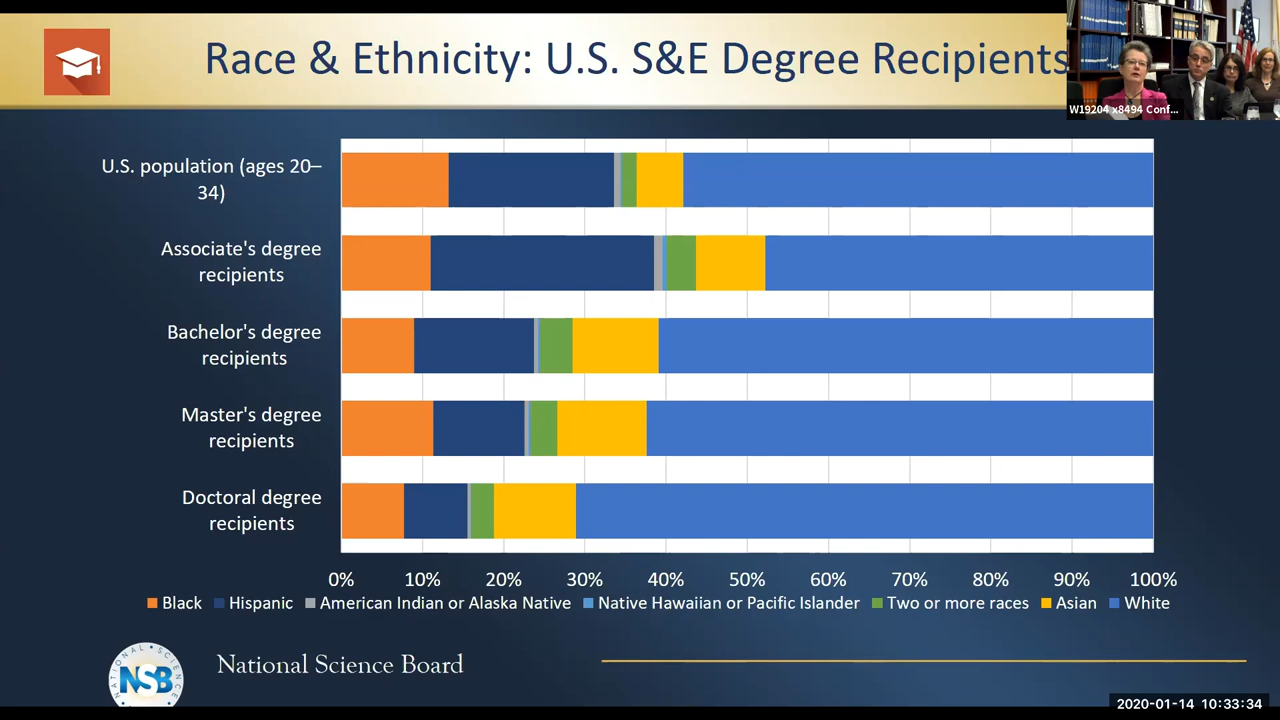 Race & Ethnicity: U.S. S&E Degree Recipients
W19204 x8494 Conf...
U.S. population (ages 20–
34)
Associate's degree
recipients
Bachelor's degree
recipients
Master's degree
recipients
Doctoral degree
recipients
0% 10% 20% 30% 40% 50% 60% 70% 80% 90% 100%
Black Hispanic American Indian or Alaska Native Native Hawaiian or Pacific Islander Two or more races Asian White
NATIONAL SCIENCE
NSB
National Science Board
2020-01-14 10:33:34